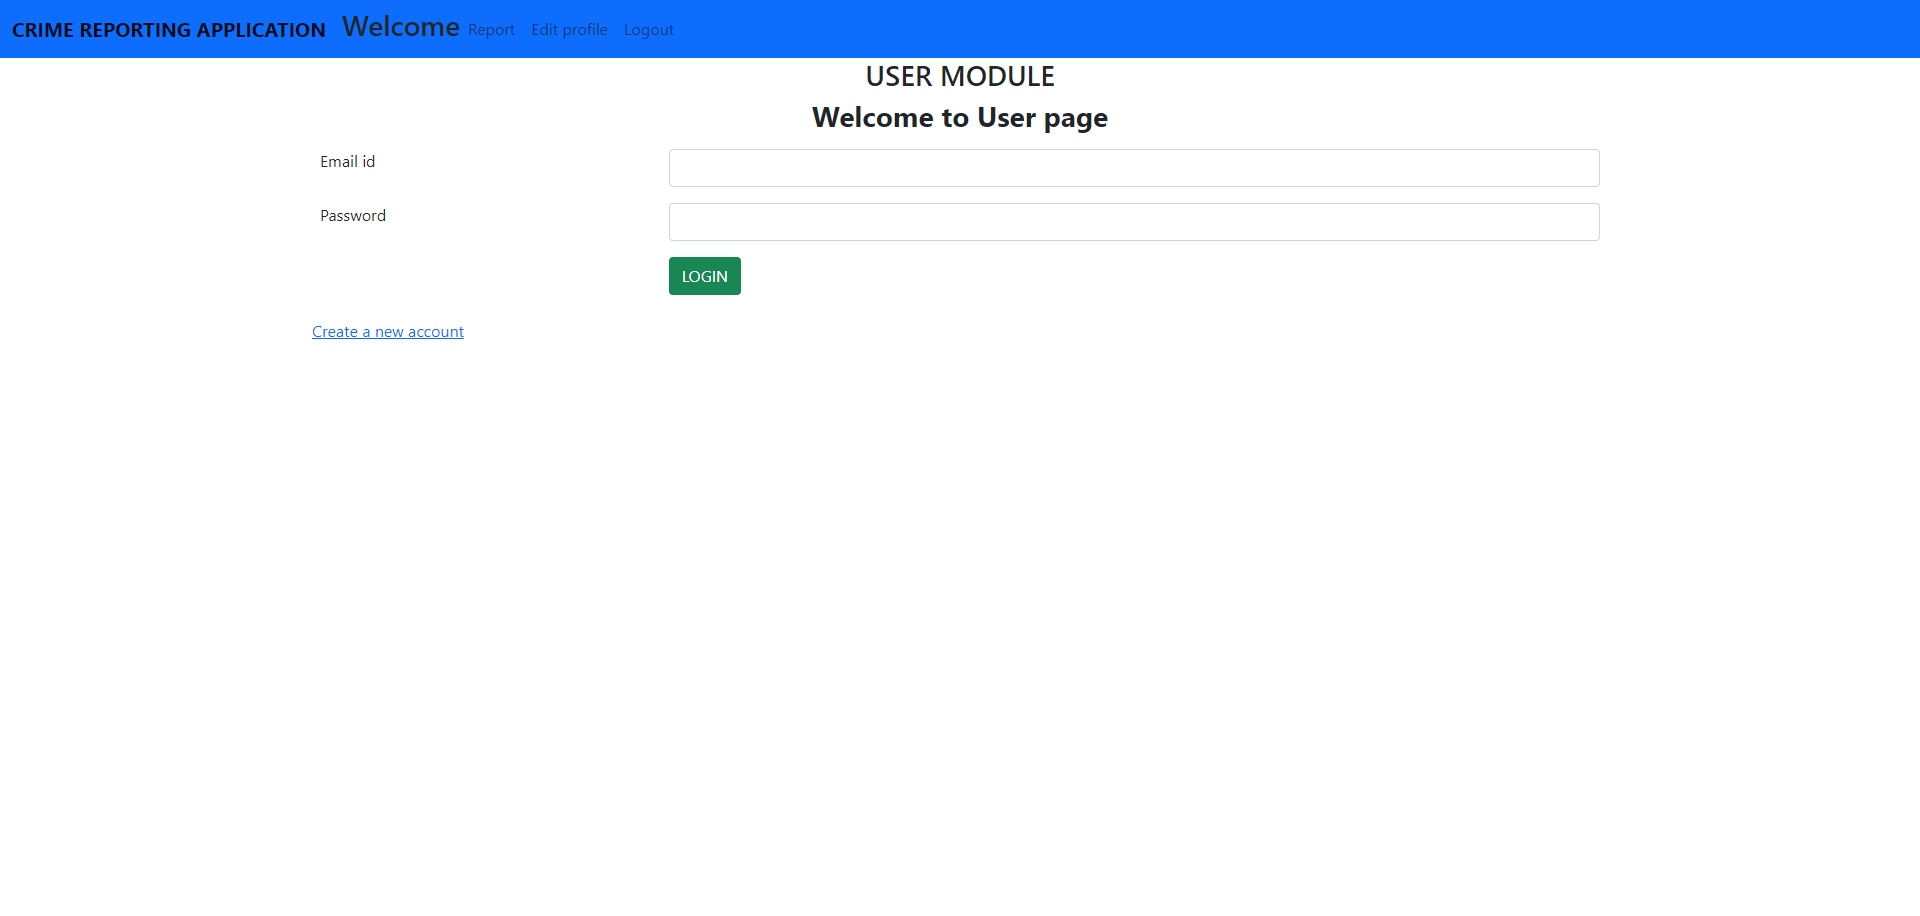 CRIME REPORTING APPLICATION Welcome Report Edit profile Logout
USER MODULE
Welcome to User page
Email id
Password
LOGIN
Create a new account